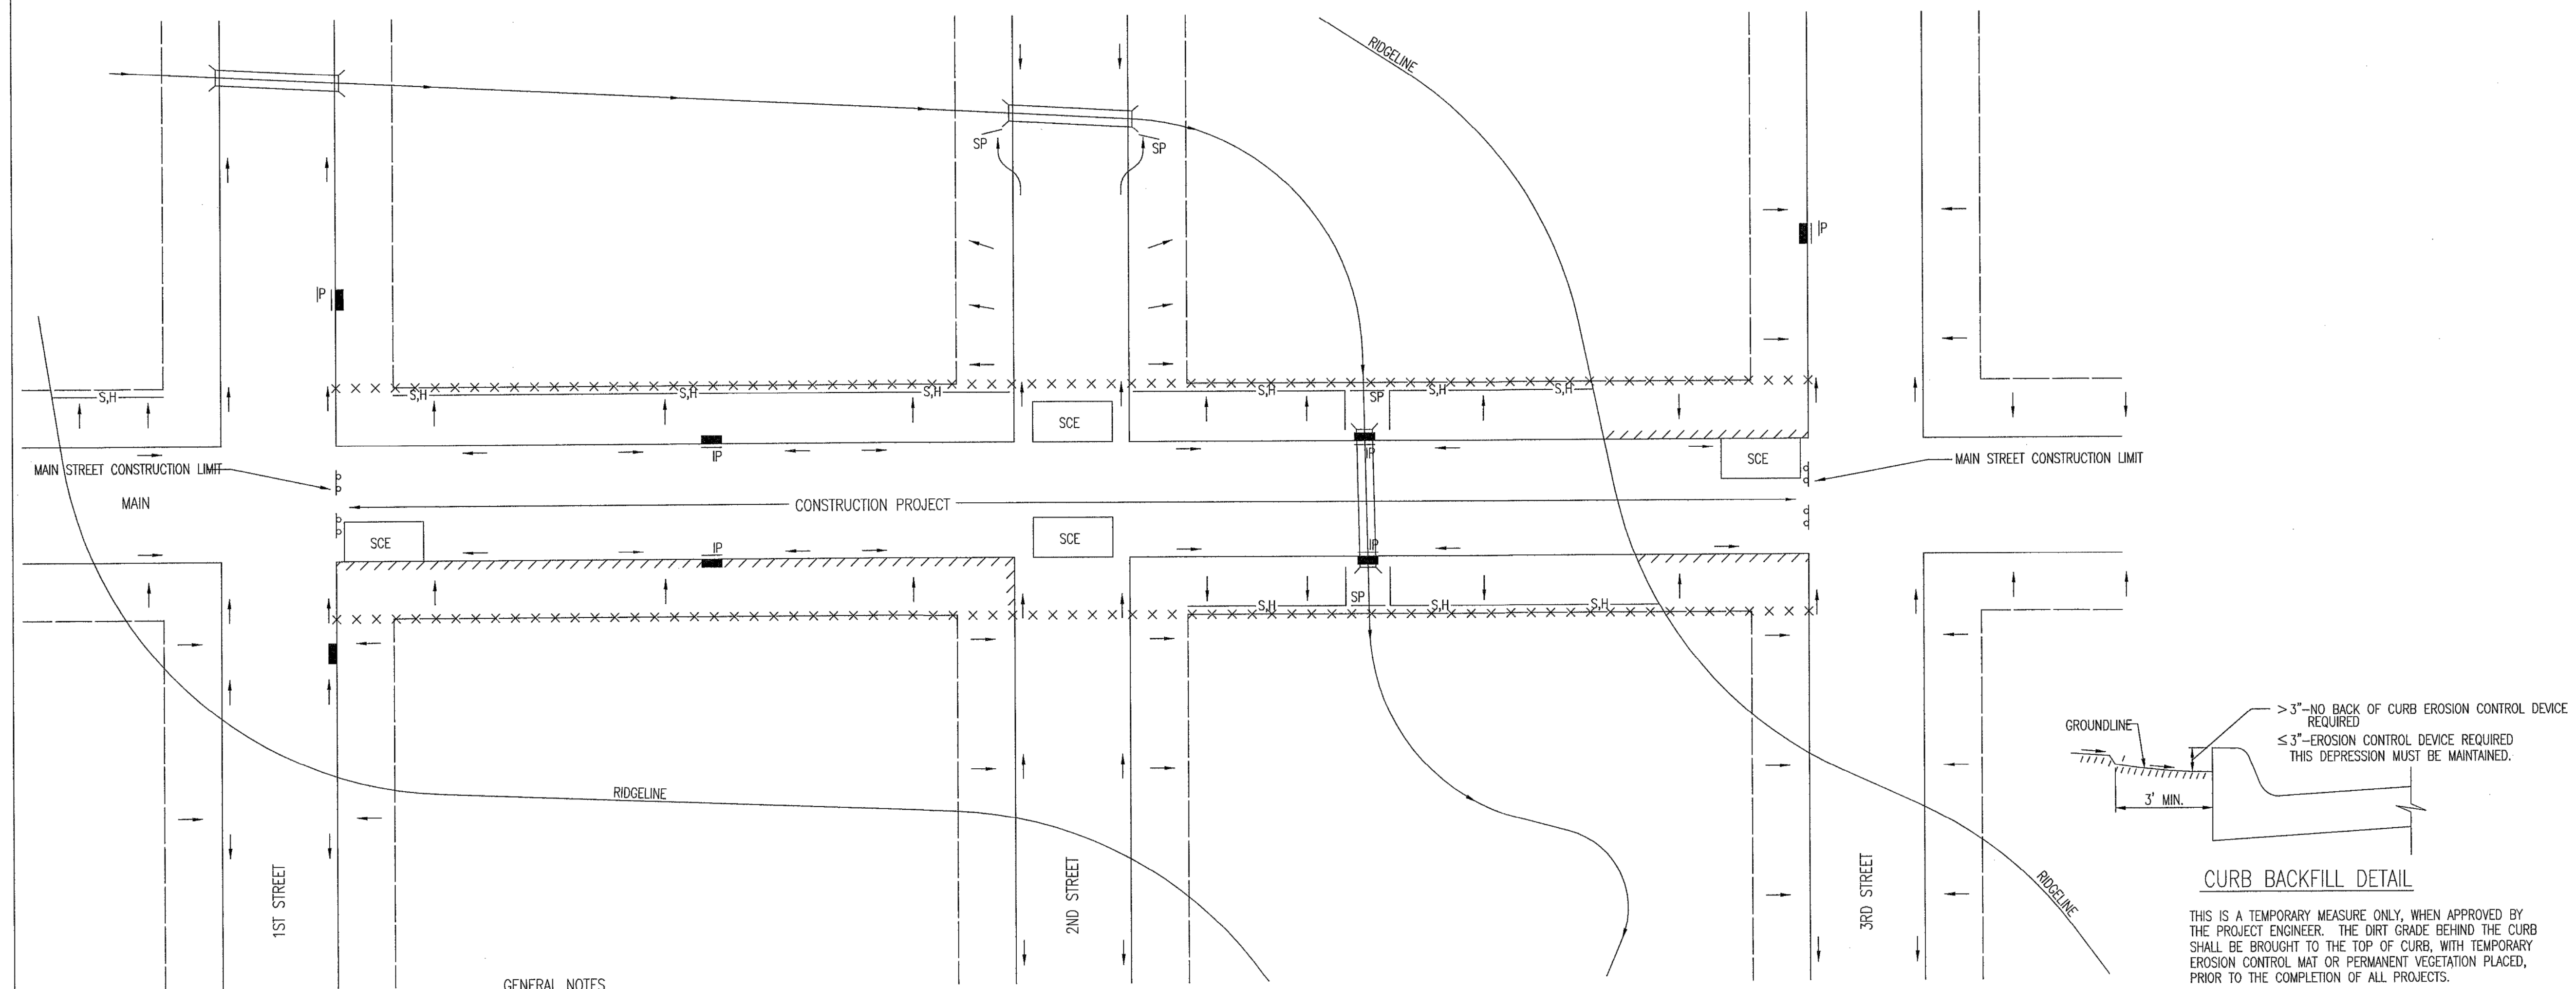 RIDGELINE
SP
SP
IP
IP
S,H
S,H
S,H
S,H
S,H
SP
S,H
S,H
SCE
IP
IP
SCE
MAIN STREET CONSTRUCTION LIMIT
MAIN STREET CONSTRUCTION LIMIT
MAIN
CONSTRUCTION PROJECT
SCE
SCE
IP
IP
S,H
SP
S,H
S,H
RIDGELINE
1ST STREET
2ND STREET
3RD STREET
RIDGELINE
GROUNDLINE
>3"-NO BACK OF CURB EROSION CONTROL DEVICE
REQUIRED
≤3"-EROSION CONTROL DEVICE REQUIRED
THIS DEPRESSION MUST BE MAINTAINED.
3' MIN.
CURB BACKFILL DETAIL
THIS IS A TEMPORARY MEASURE ONLY, WHEN APPROVED BY
THE PROJECT ENGINEER. THE DIRT GRADE BEHIND THE CURB
SHALL BE BROUGHT TO THE TOP OF CURB, WITH TEMPORARY
EROSION CONTROL MAT OR PERMANENT VEGETATION PLACED,
PRIOR TO THE COMPLETION OF ALL PROJECTS.
GENERAL NOTES